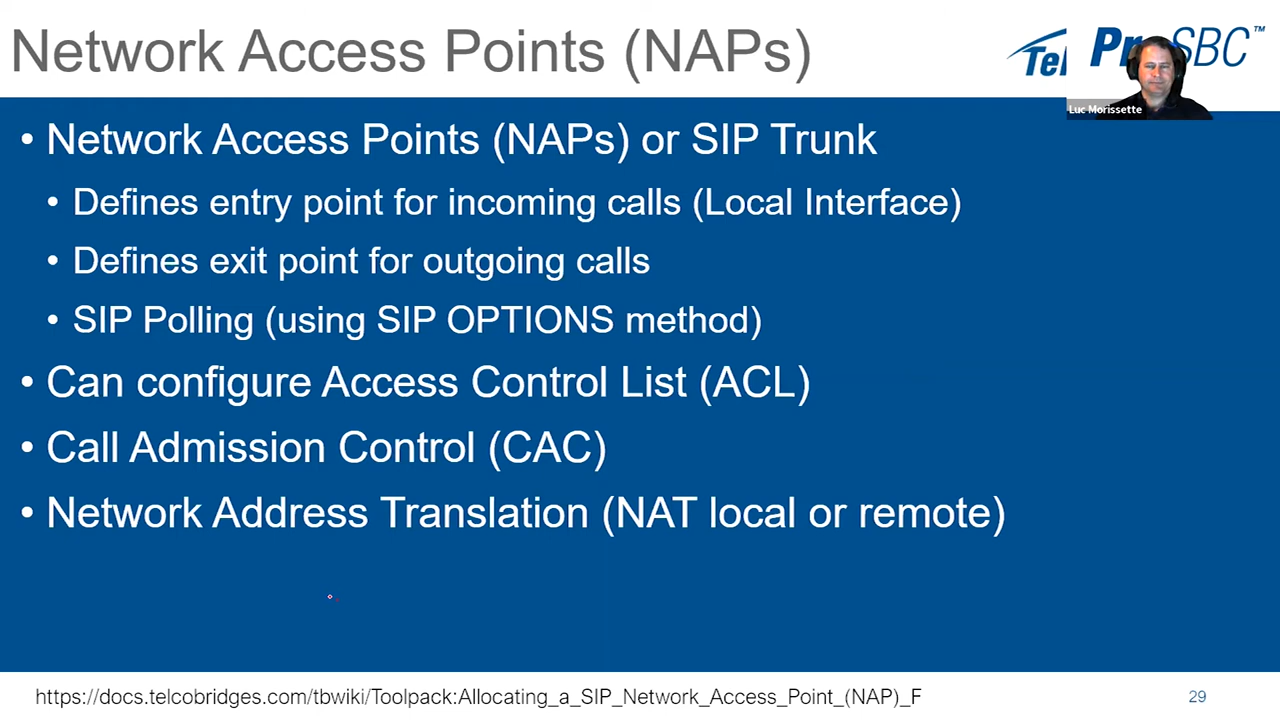 Network Access Points (NAPs)
ProSBC™
Tel
Luc Morissette
• Network Access Points (NAPs) or SIP Trunk
• Defines entry point for incoming calls (Local Interface)
• Defines exit point for outgoing calls
• SIP Polling (using SIP OPTIONS method)
• Can configure Access Control List (ACL)
• Call Admission Control (CAC)
• Network Address Translation (NAT local or remote)
https://docs.telcobridges.com/tbwiki/Toolpack:Allocating_a_SIP_Network_Access_Point_(NAP)_F
29